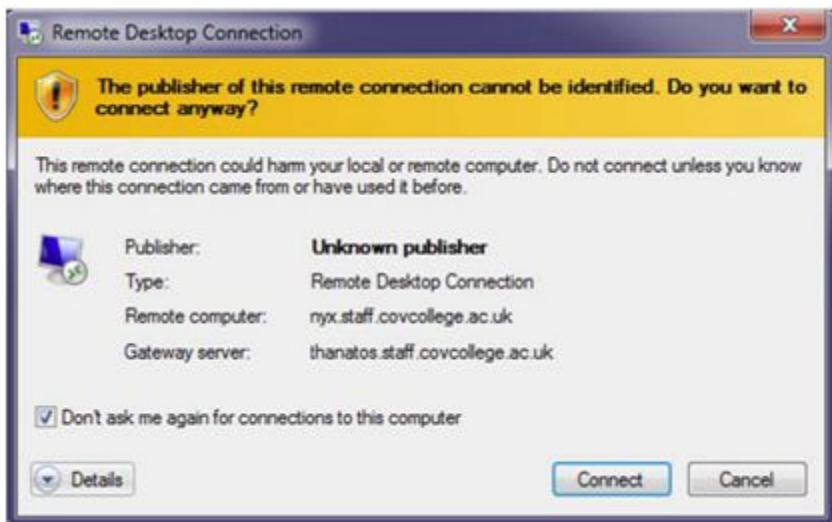 Remote Desktop Connection
The publisher of this remote connection cannot be identified. Do you want to
connect anyway?
This remote connection could harm your local or remote computer. Do not connect unless you know
where this connection came from or have used it before.
Publisher: Unknown publisher
Type: Remote Desktop Connection
Remote computer: nyx.staff.covcollege.ac.uk
Gateway server: thanatos.staff.covcollege.ac.uk
Don't ask me again for connections to this computer
Details Connect Cancel